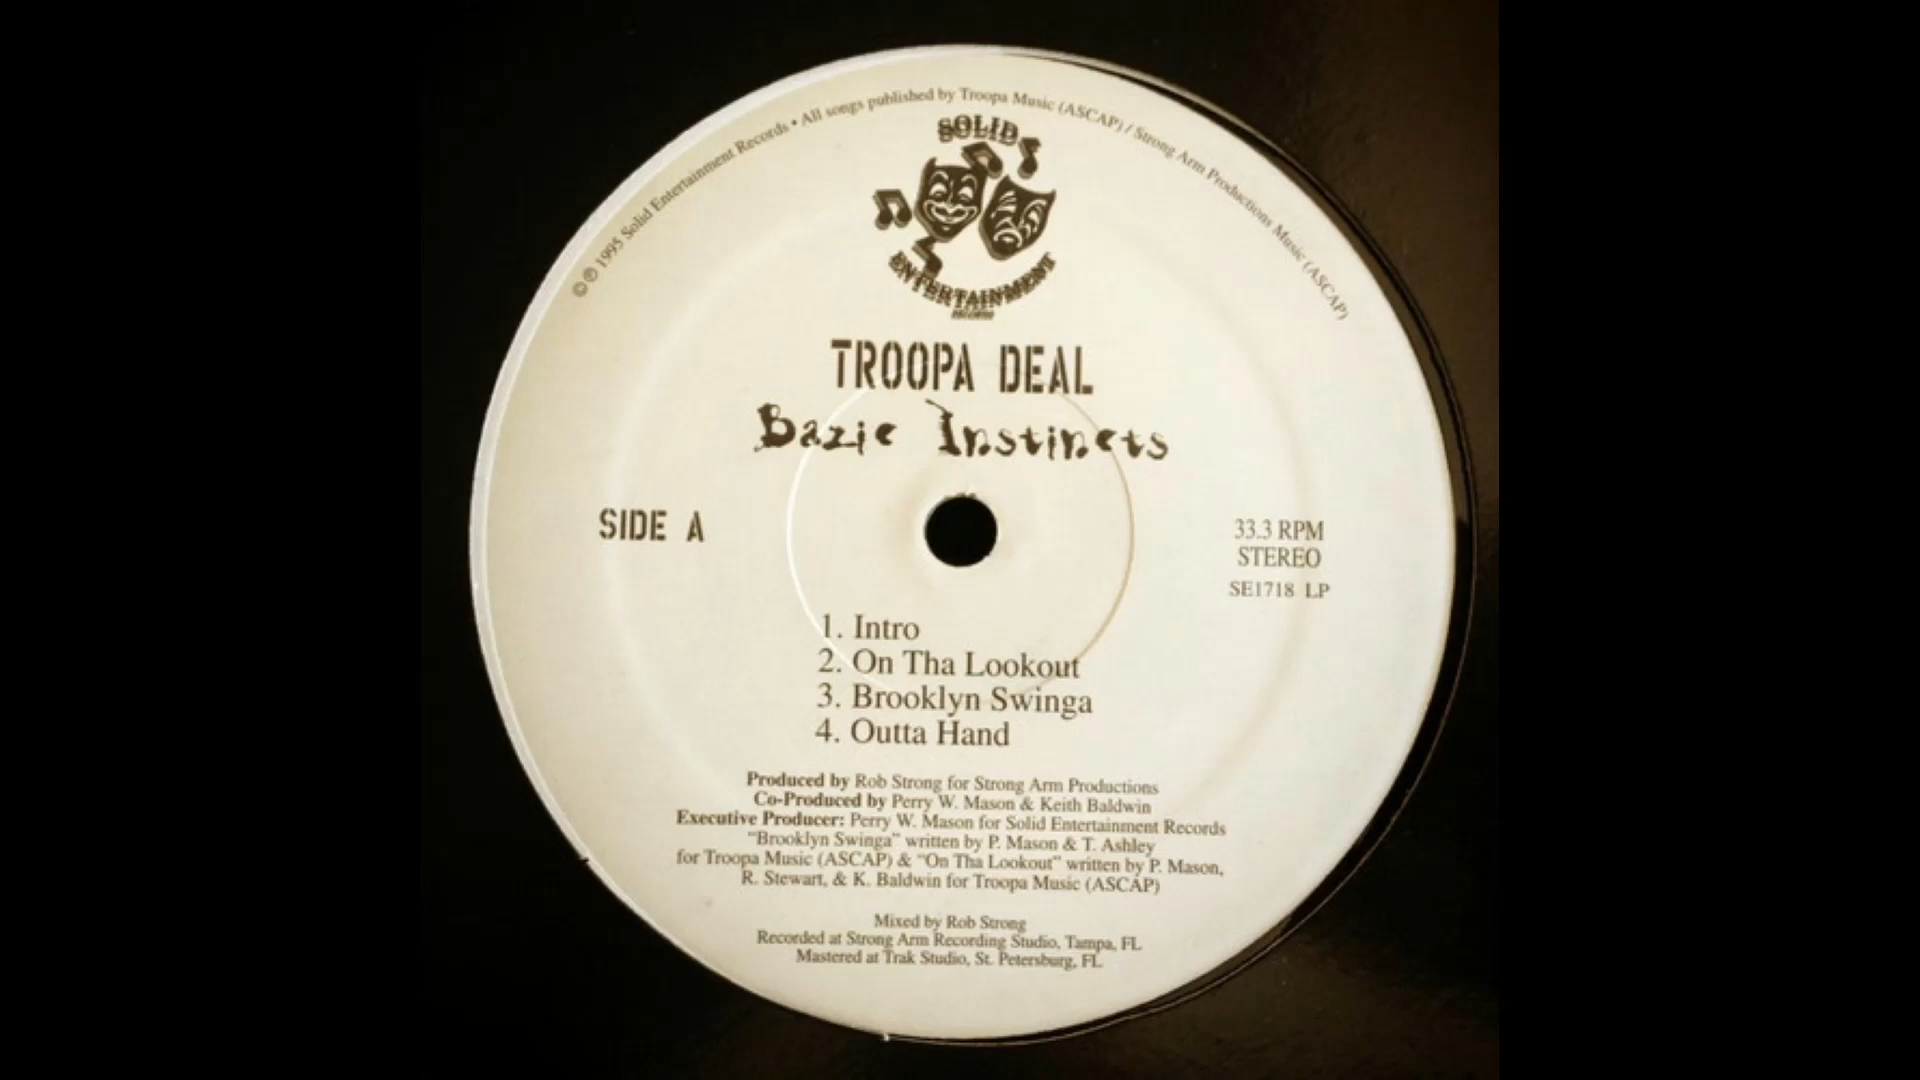 © ℗ 1995 Solid Entertainment Records • All songs published by Troopa Music (ASCAP) / Strong Arm Productions Music (ASCAP)
SOLID
ENTERTAINMENT
RECORDS
TROOPA DEAL
Bazic Instincts
SIDE A
33.3 RPM
STEREO
SE1718 LP
1. Intro
2. On Tha Lookout
3. Brooklyn Swinga
4. Outta Hand
Produced by Rob Strong for Strong Arm Productions
Co-Produced by Perry W. Mason & Keith Baldwin
Executive Producer: Perry W. Mason for Solid Entertainment Records
"Brooklyn Swinga" written by P. Mason & T. Ashley
for Troopa Music (ASCAP) & "On Tha Lookout" written by P. Mason,
R. Stewart, & K. Baldwin for Troopa Music (ASCAP)
Mixed by Rob Strong
Recorded at Strong Arm Recording Studio, Tampa, FL
Mastered at Trak Studio, St. Petersburg, FL